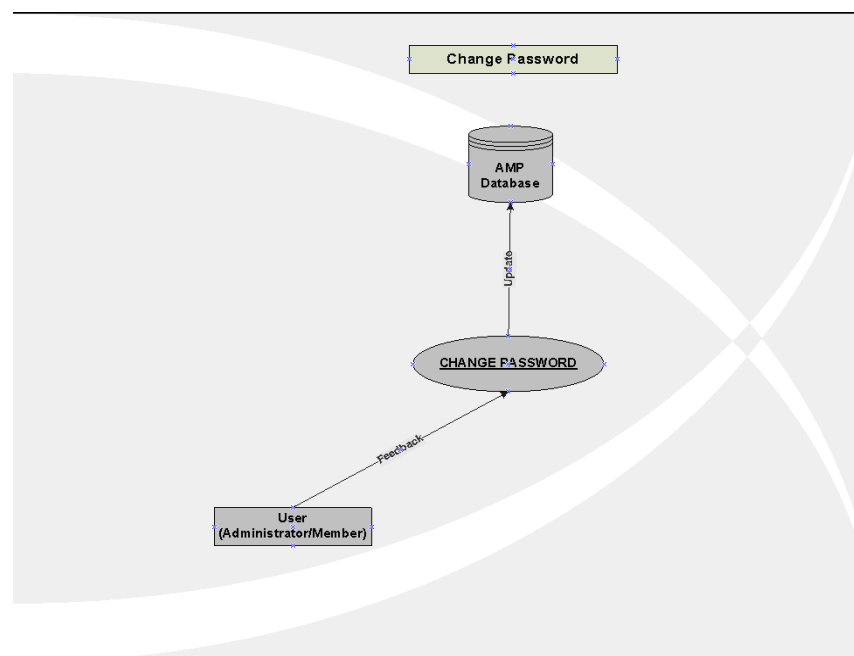 Change Password
AMP
Database
Update
CHANGE PASSWORD
Feedback
User
(Administrator/Member)